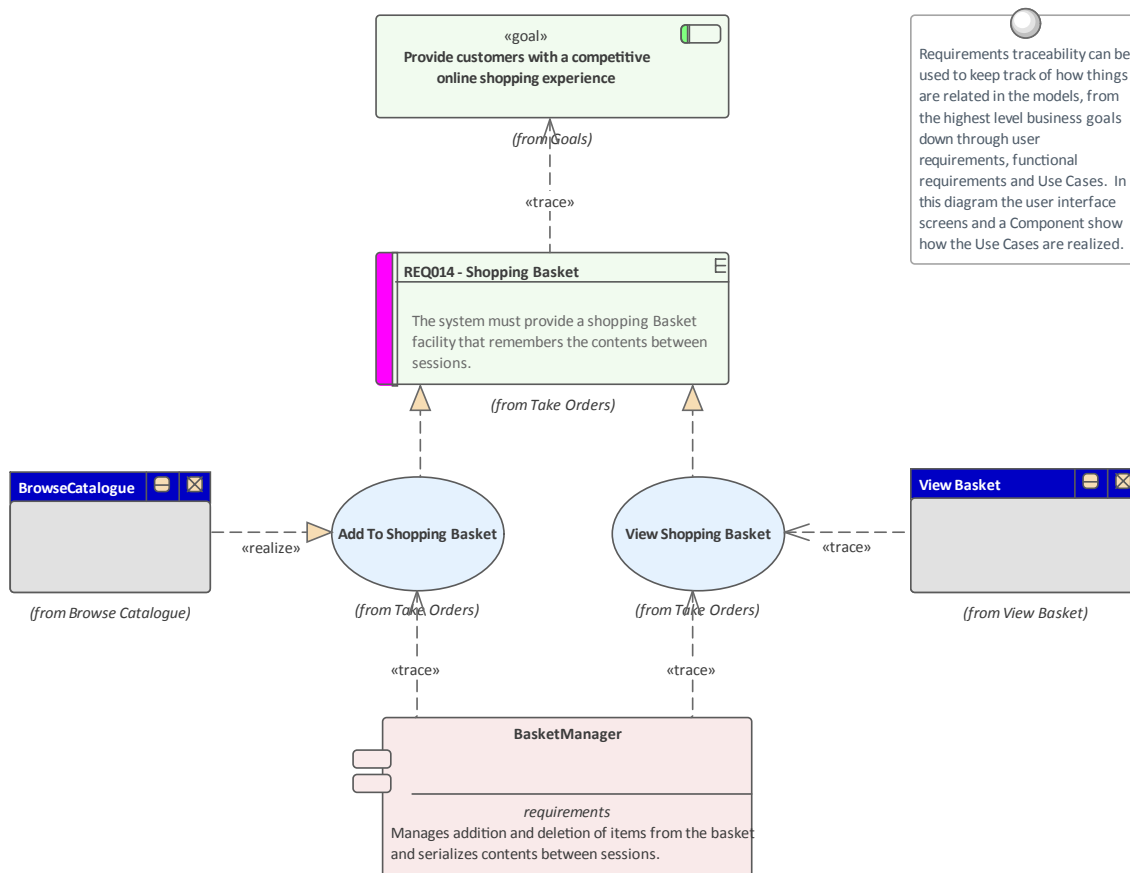 «goal»
Provide customers with a competitive
online shopping experience
(from Goals)
Requirements traceability can be
used to keep track of how things
are related in the models, from
the highest level business goals
down through user
requirements, functional
requirements and Use Cases.  In
this diagram the user interface
screens and a Component show
how the Use Cases are realized.
«trace»
REQ014 - Shopping Basket
E
The system must provide a shopping Basket
facility that remembers the contents between
sessions.
(from Take Orders)
BrowseCatalogue
(from Browse Catalogue)
«realize»
Add To Shopping Basket
(from Take Orders)
View Shopping Basket
(from Take Orders)
«trace»
View Basket
(from View Basket)
«trace»
«trace»
BasketManager
requirements
Manages addition and deletion of items from the basket
and serializes contents between sessions.